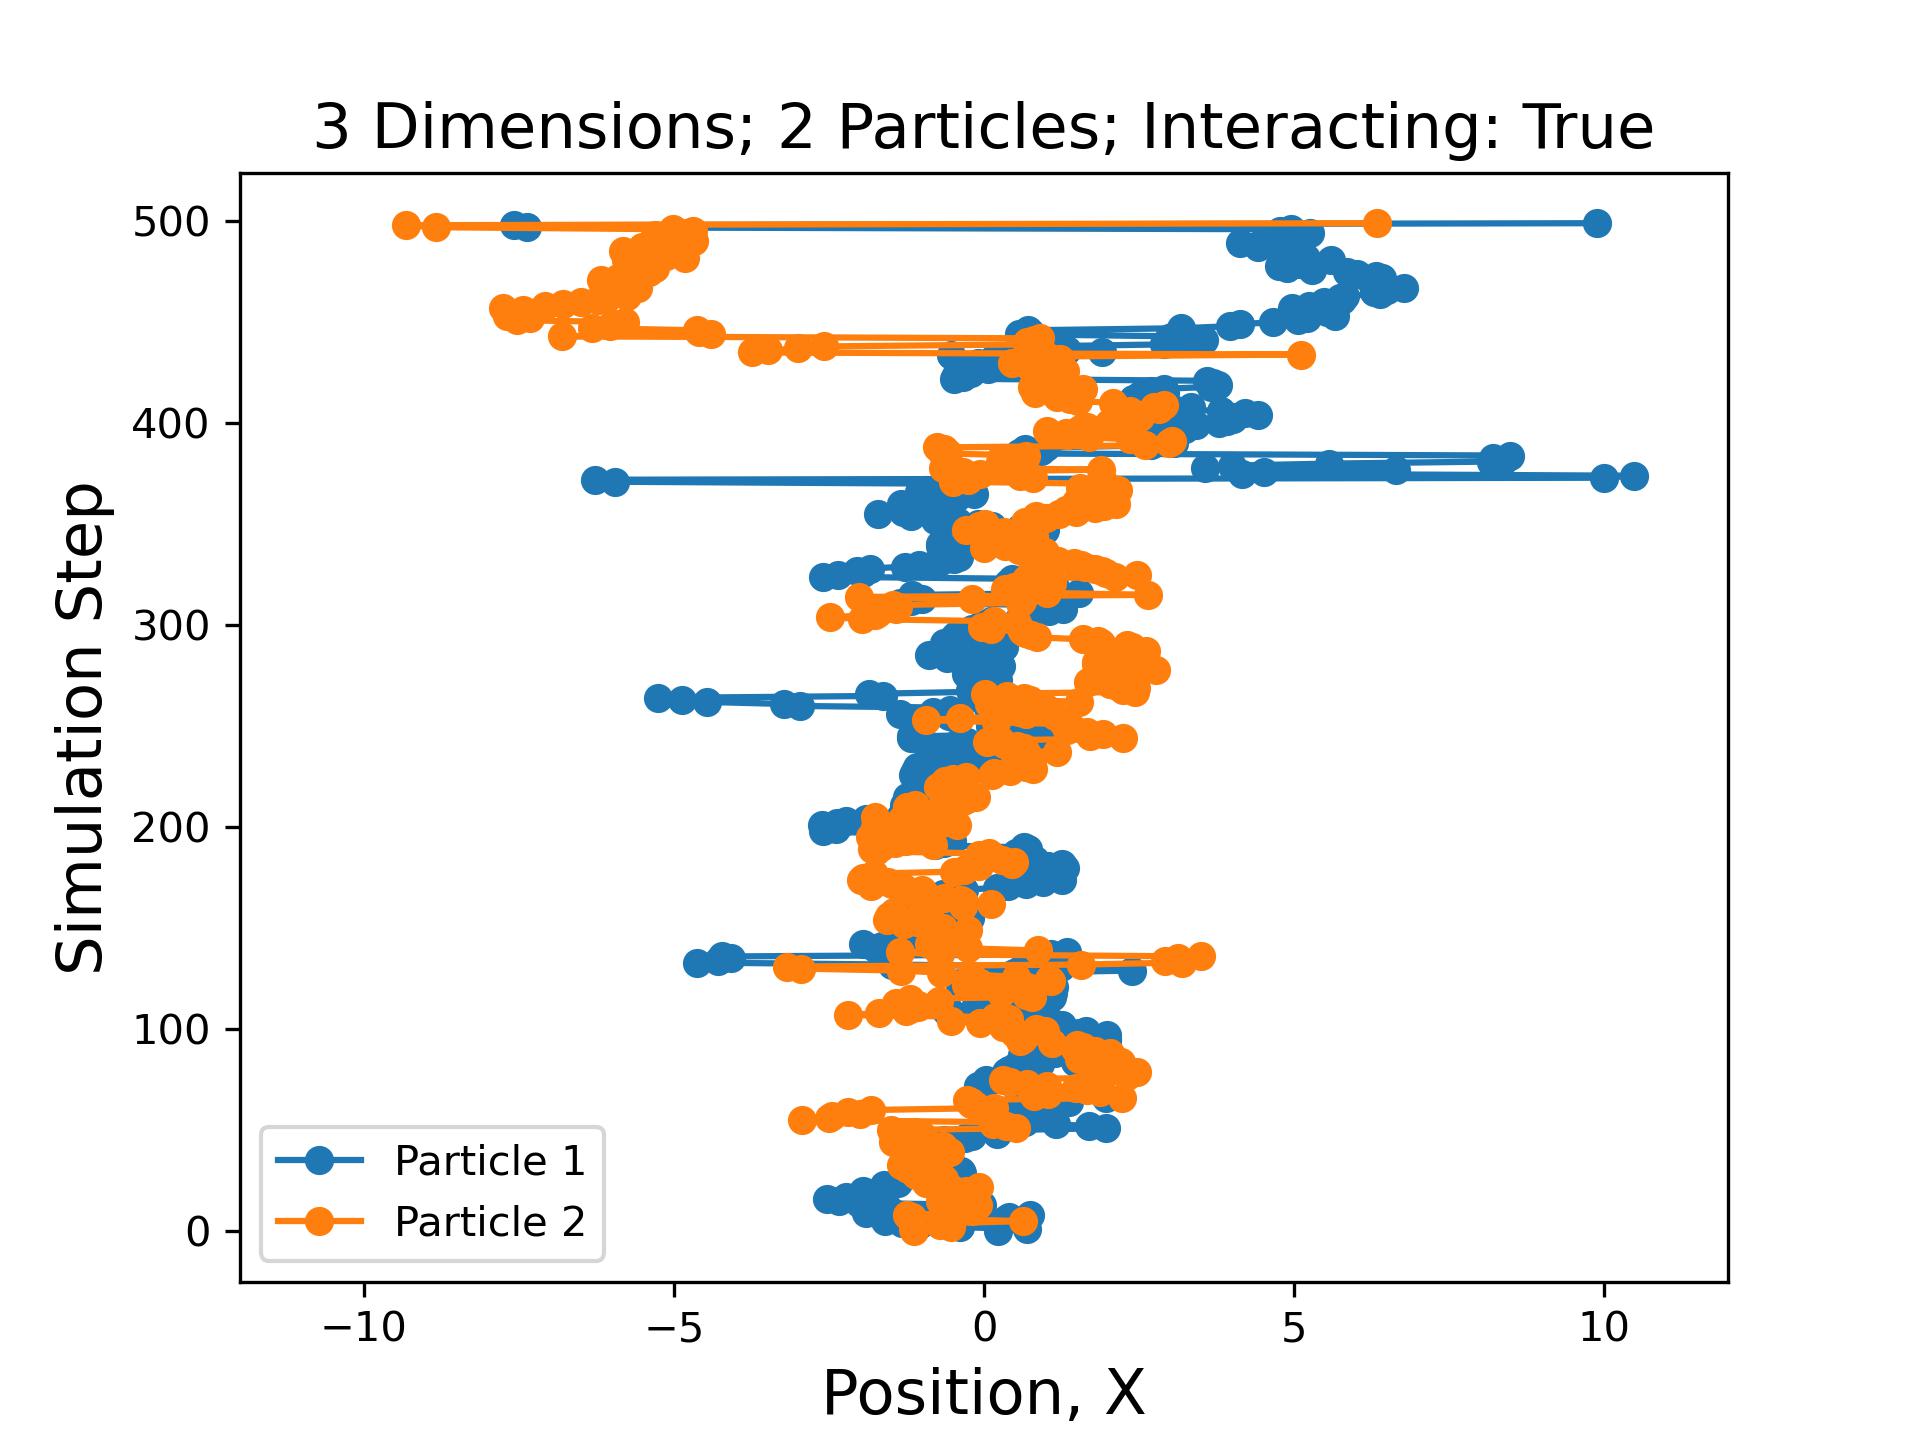 3 Dimensions; 2 Particles; Interacting: True
Simulation Step
500
400
300
200
100
0
Particle 1
Particle 2
−10
−5
0
5
10
Position, X